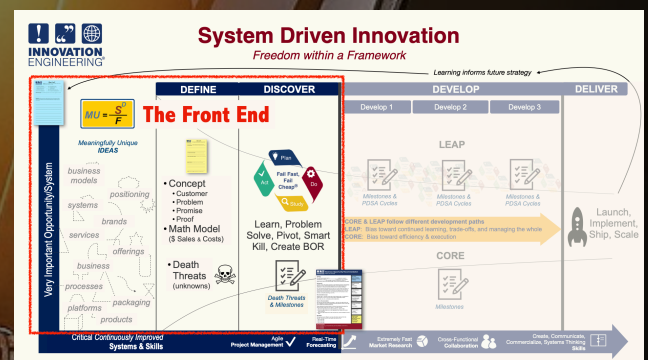 System Driven Innovation
Freedom within a Framework
INNOVATION
ENGINEERING®
Learning informs future strategy
DEFINE
DISCOVER
DEVELOP
DELIVER
Develop 1
Develop 2
Develop 3
MU = S^D/F
The Front End
Very Important Opportunity/System
Meaningfully Unique
IDEAS
business
models
positioning
systems
brands
services
offerings
business
processes
packaging
platforms
products
• Concept
• Customer
• Problem
• Promise
• Proof
• Math Model
($ Sales & Costs)
• Death
Threats
(unknowns)
Plan
Act
Fail Fast,
Fail
Cheap®
Do
Study
Learn, Problem
Solve, Pivot, Smart
Kill, Create BOR
Death Threats
& Milestones
LEAP
Milestones &
PDSA Cycles
Milestones &
PDSA Cycles
Milestones &
PDSA Cycles
CORE & LEAP follow different development paths
LEAP: Bias toward continued learning, trade-offs, and managing the whole
CORE: Bias toward efficiency & execution
CORE
Milestones
Launch,
Implement,
Ship, Scale
Critical Continuously Improved
Systems & Skills
Agile
Project Management
Real-Time
Forecasting
Extremely Fast
Market Research
Cross-Functional
Collaboration
Create, Communicate,
Commercialize, Systems Thinking
Skills